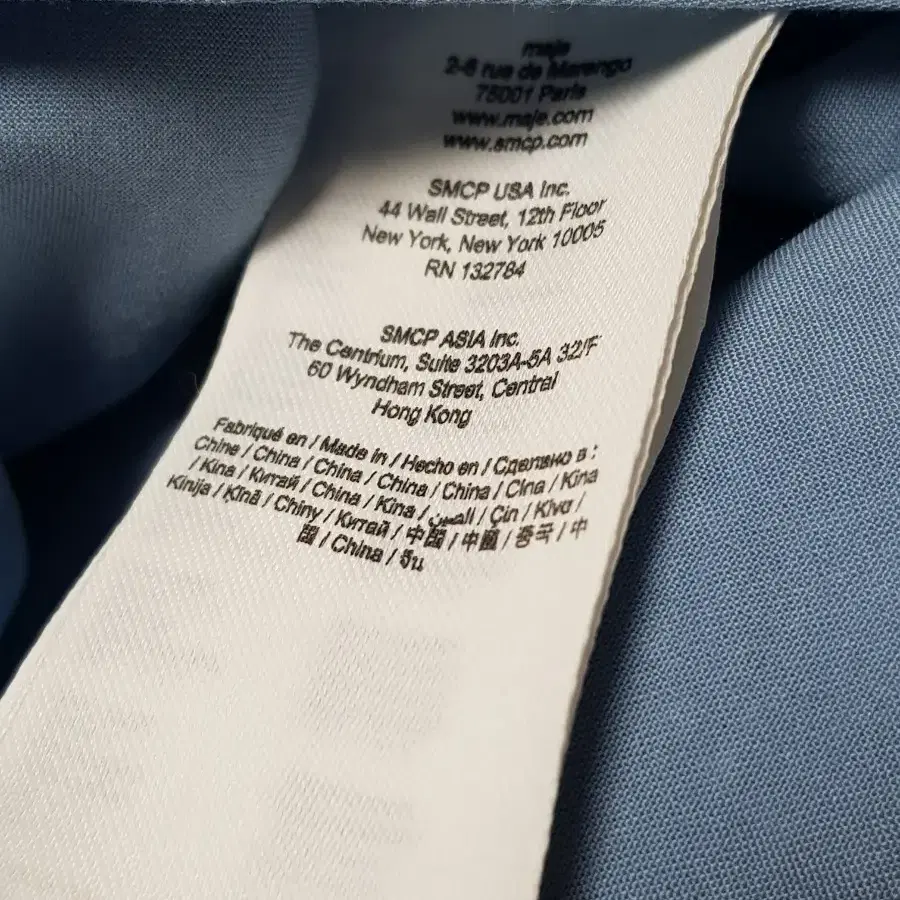 maje
2-6 rue de Marengo
75001 Paris
www.maje.com
www.smcp.com
SMCP USA Inc.
44 Wall Street, 12th Floor
New York, New York 10005
RN 132784
SMCP ASIA Inc.
The Centrium, Suite 3203A-5A 32/F
60 Wyndham Street, Central
Hong Kong
Fabriqué en / Made in / Hecho en / Сделано в :
Chine / China / China / China / China / Cina / Kina
/ Kina / Китай / China / Kina / الصين / Çin / Κίνα /
Kinija / Ķīnā / Chiny / Китай / 中国 / 中國 / 중국 / 中
国 / China / จีน